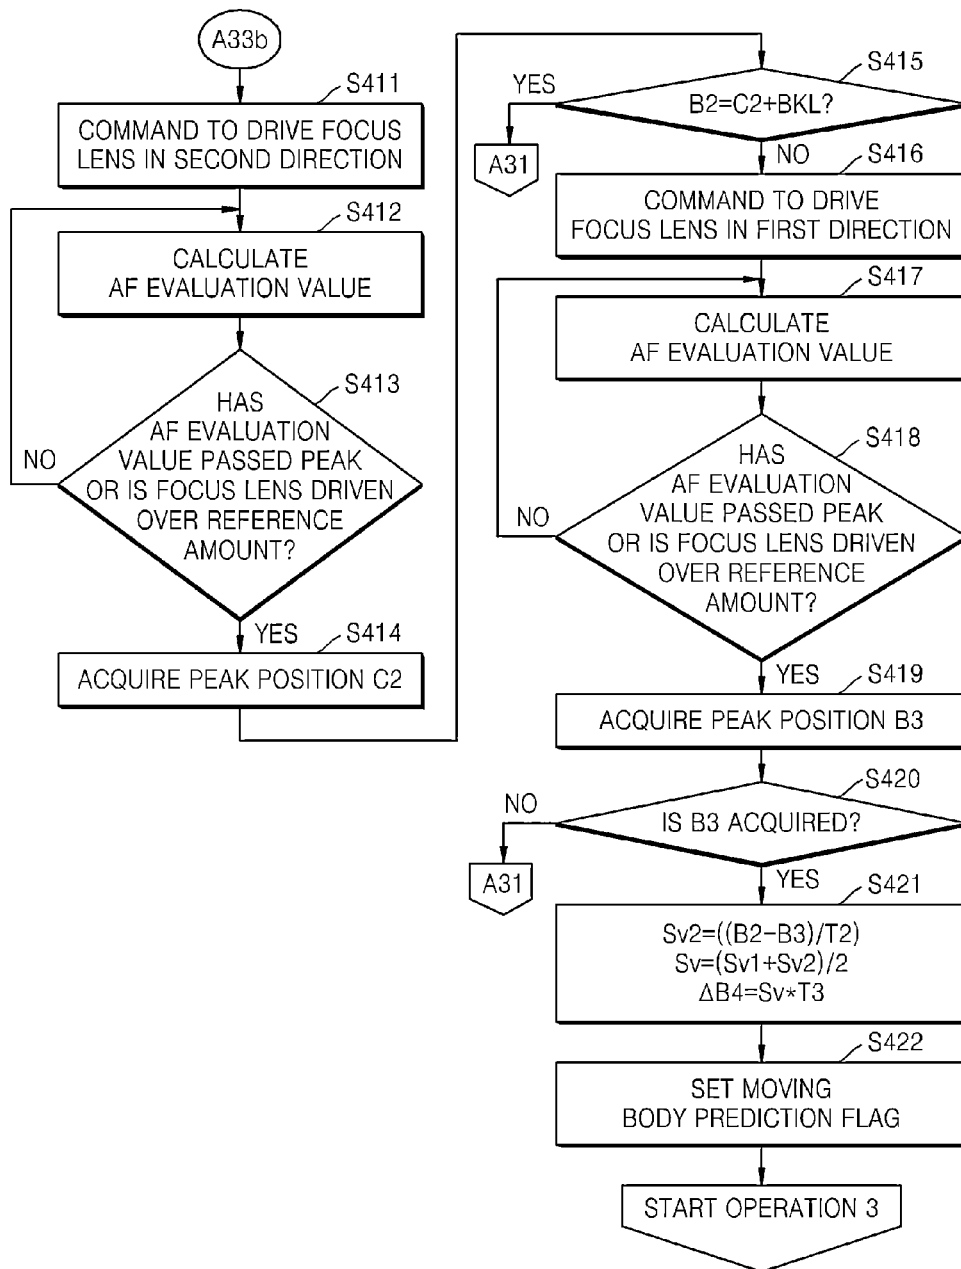 A33b
S411
COMMAND TO DRIVE FOCUS
LENS IN SECOND DIRECTION
S412
CALCULATE
AF EVALUATION VALUE
S413
HAS
AF EVALUATION
VALUE PASSED PEAK
OR IS FOCUS LENS DRIVEN
OVER REFERENCE
AMOUNT?
NO
YES
S414
ACQUIRE PEAK POSITION C2
S415
B2=C2+BKL?
YES
A31
NO
S416
COMMAND TO DRIVE
FOCUS LENS IN FIRST DIRECTION
S417
CALCULATE
AF EVALUATION VALUE
S418
HAS
AF EVALUATION
VALUE PASSED PEAK
OR IS FOCUS LENS DRIVEN
OVER REFERENCE
AMOUNT?
NO
YES
S419
ACQUIRE PEAK POSITION B3
S420
IS B3 ACQUIRED?
NO
A31
YES
S421
Sv2=((B2-B3)/T2)
Sv=(Sv1+Sv2)/2
ΔB4=Sv*T3
S422
SET MOVING
BODY PREDICTION FLAG
START OPERATION 3